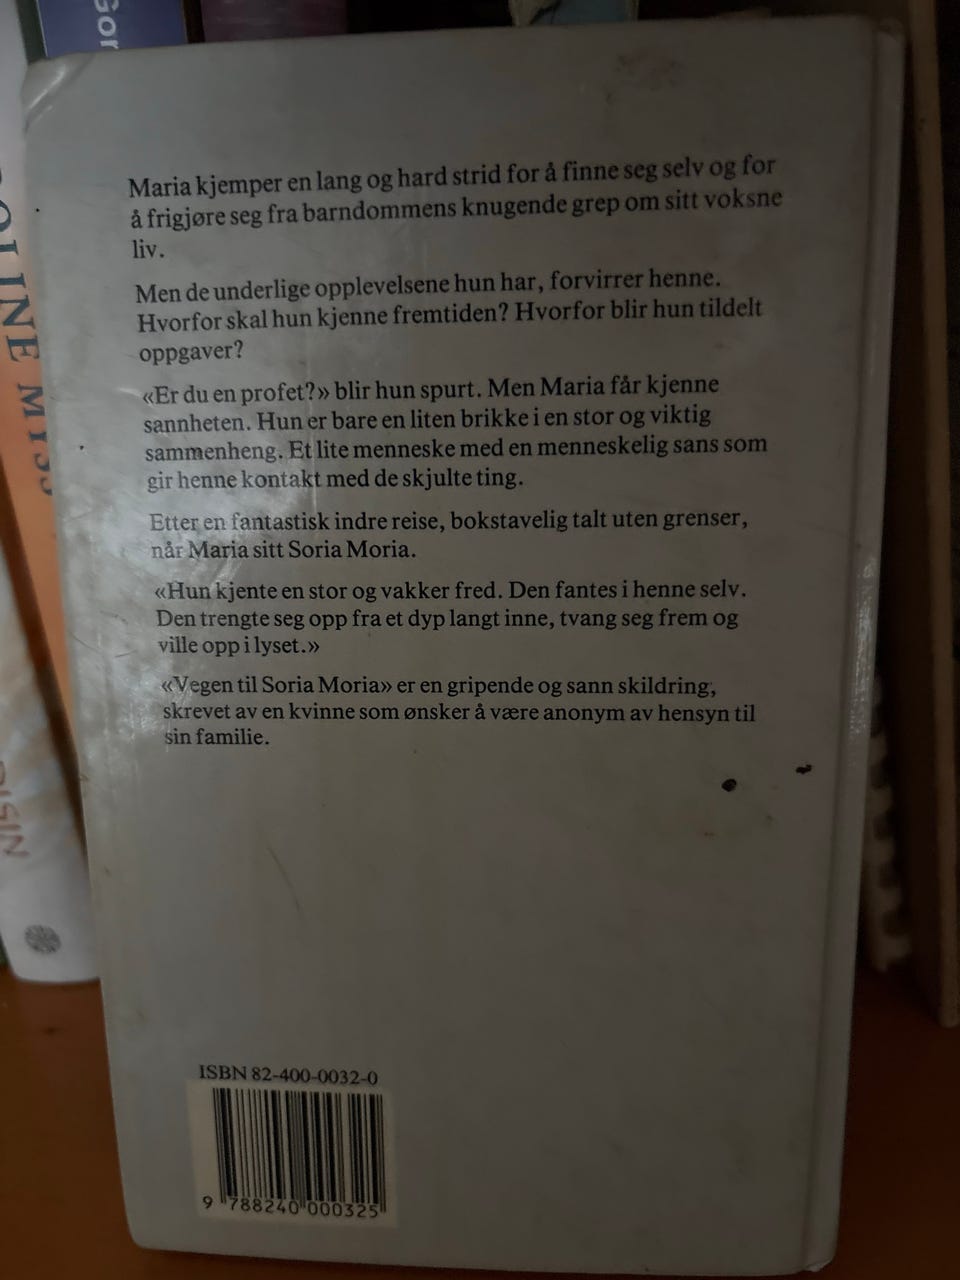 Gor
OLINE MISS
Maria kjemper en lang og hard strid for å finne seg selv og for
å frigjøre seg fra barndommens knugende grep om sitt voksne
liv.
Men de underlige opplevelsene hun har, forvirrer henne.
Hvorfor skal hun kjenne fremtiden? Hvorfor blir hun tildelt
oppgaver?
«Er du en profet?» blir hun spurt. Men Maria får kjenne
sannheten. Hun er bare en liten brikke i en stor og viktig
sammenheng. Et lite menneske med en menneskelig sans som
gir henne kontakt med de skjulte ting.
Etter en fantastisk indre reise, bokstavelig talt uten grenser,
når Maria sitt Soria Moria.
«Hun kjente en stor og vakker fred. Den fantes i henne selv.
Den trengte seg opp fra et dyp langt inne, tvang seg frem og
ville opp i lyset.»
«Vegen til Soria Moria» er en gripende og sann skildring,
skrevet av en kvinne som ønsker å være anonym av hensyn til
sin familie.
ISBN 82-400-0032-0
9 788240 000325